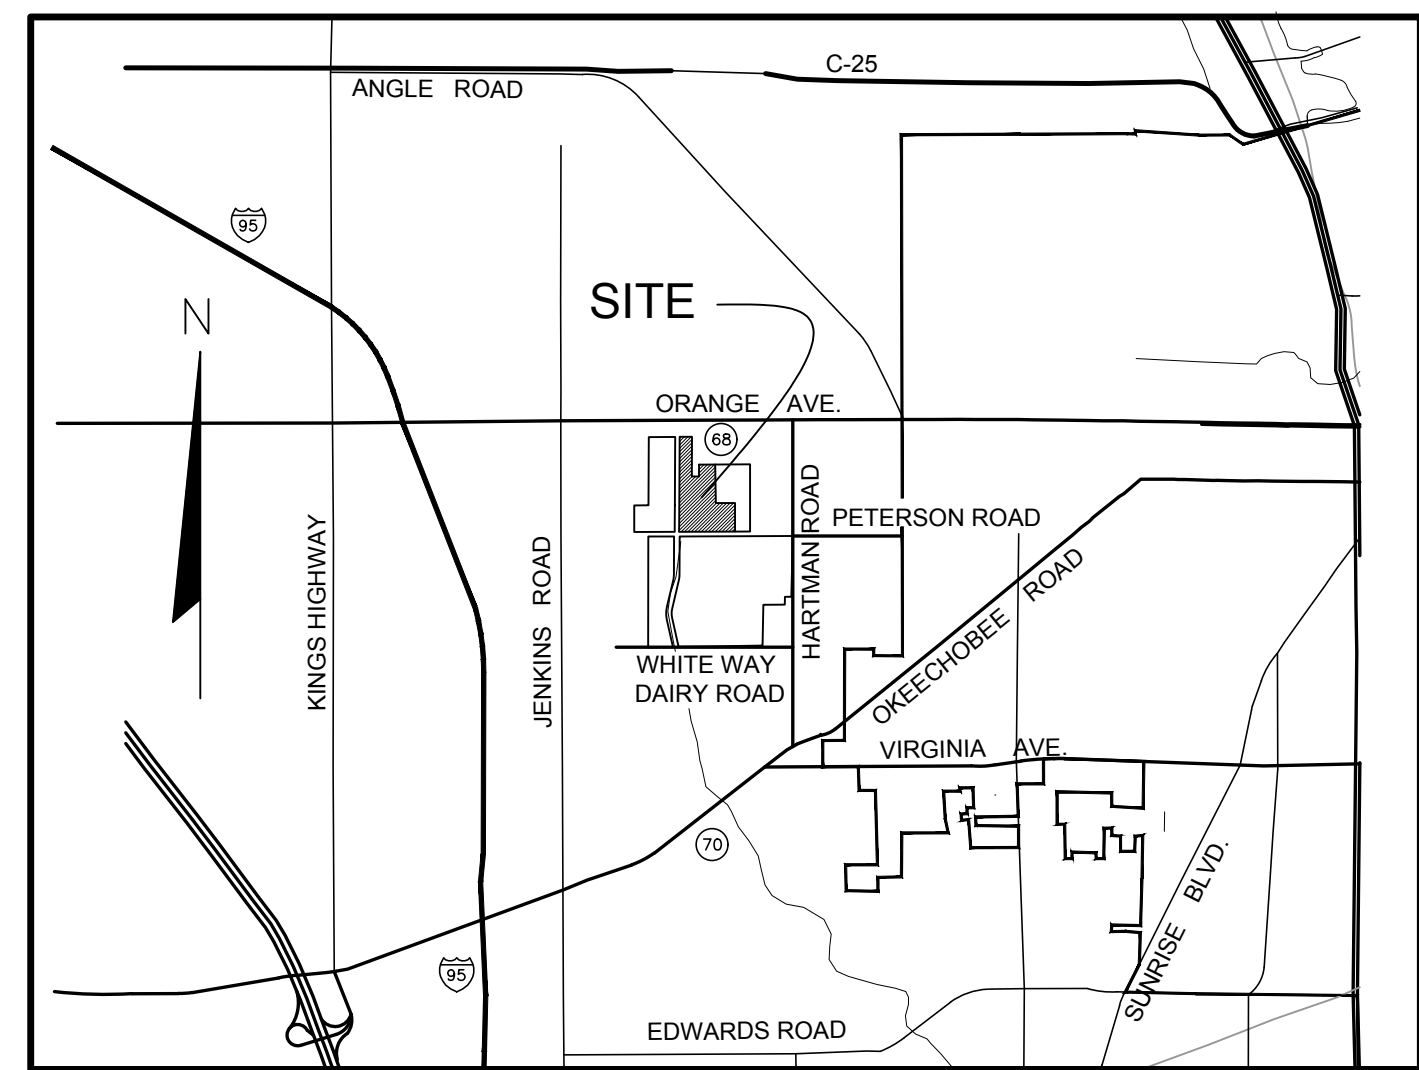 C-25
ANGLE ROAD
95
N
SITE
ORANGE AVE.
68
KINGS HIGHWAY
JENKINS ROAD
HARTMAN ROAD
PETERSON ROAD
OKEECHOBEE ROAD
WHITE WAY
DAIRY ROAD
VIRGINIA AVE.
70
SUNRISE BLVD.
95
EDWARDS ROAD